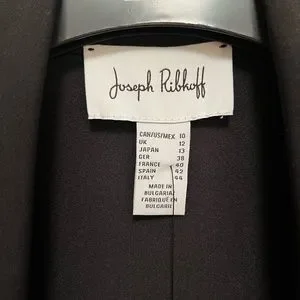 Joseph Ribkoff
CAN/US/MEX 10
UK 12
JAPAN 13
GER 38
FRANCE 40
SPAIN 42
ITALY 44
MADE IN
BULGARIA/
FABRIQUÉ EN
BULGARIE